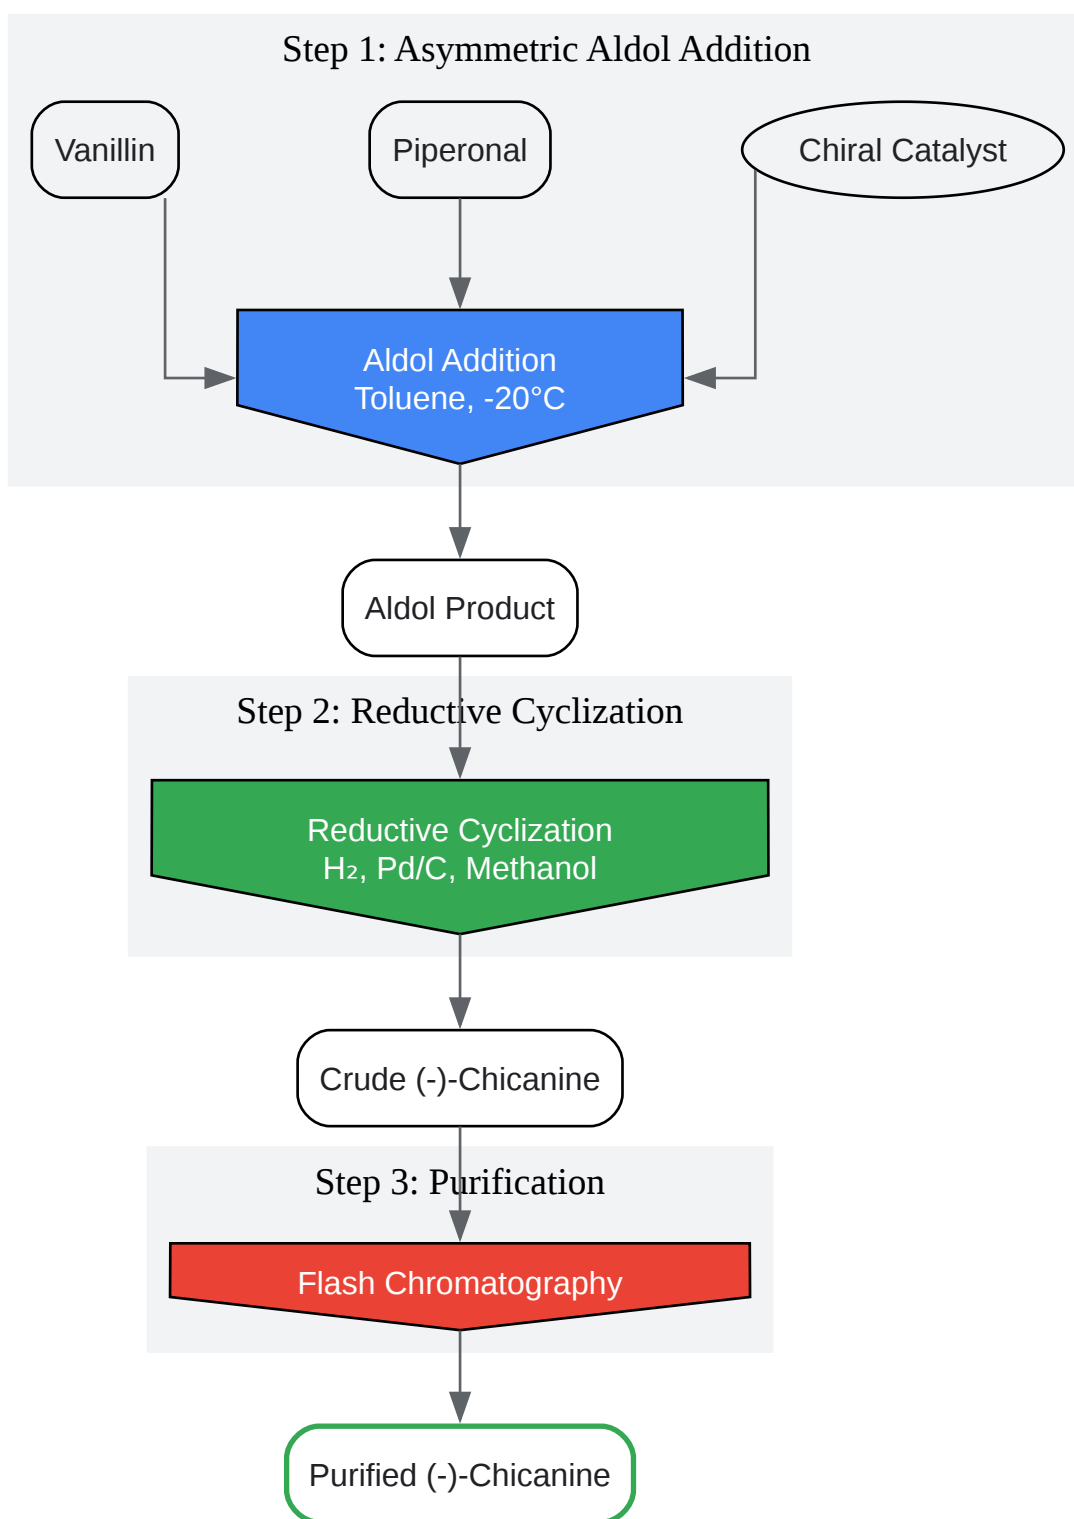 Step 1: Asymmetric Aldol Addition
Vanillin
Piperonal
Chiral Catalyst
Aldol Addition
Toluene, -20°C
Aldol Product
Step 2: Reductive Cyclization
Reductive Cyclization
H₂, Pd/C, Methanol
Crude (-)-Chicanine
Step 3: Purification
Flash Chromatography
Purified (-)-Chicanine